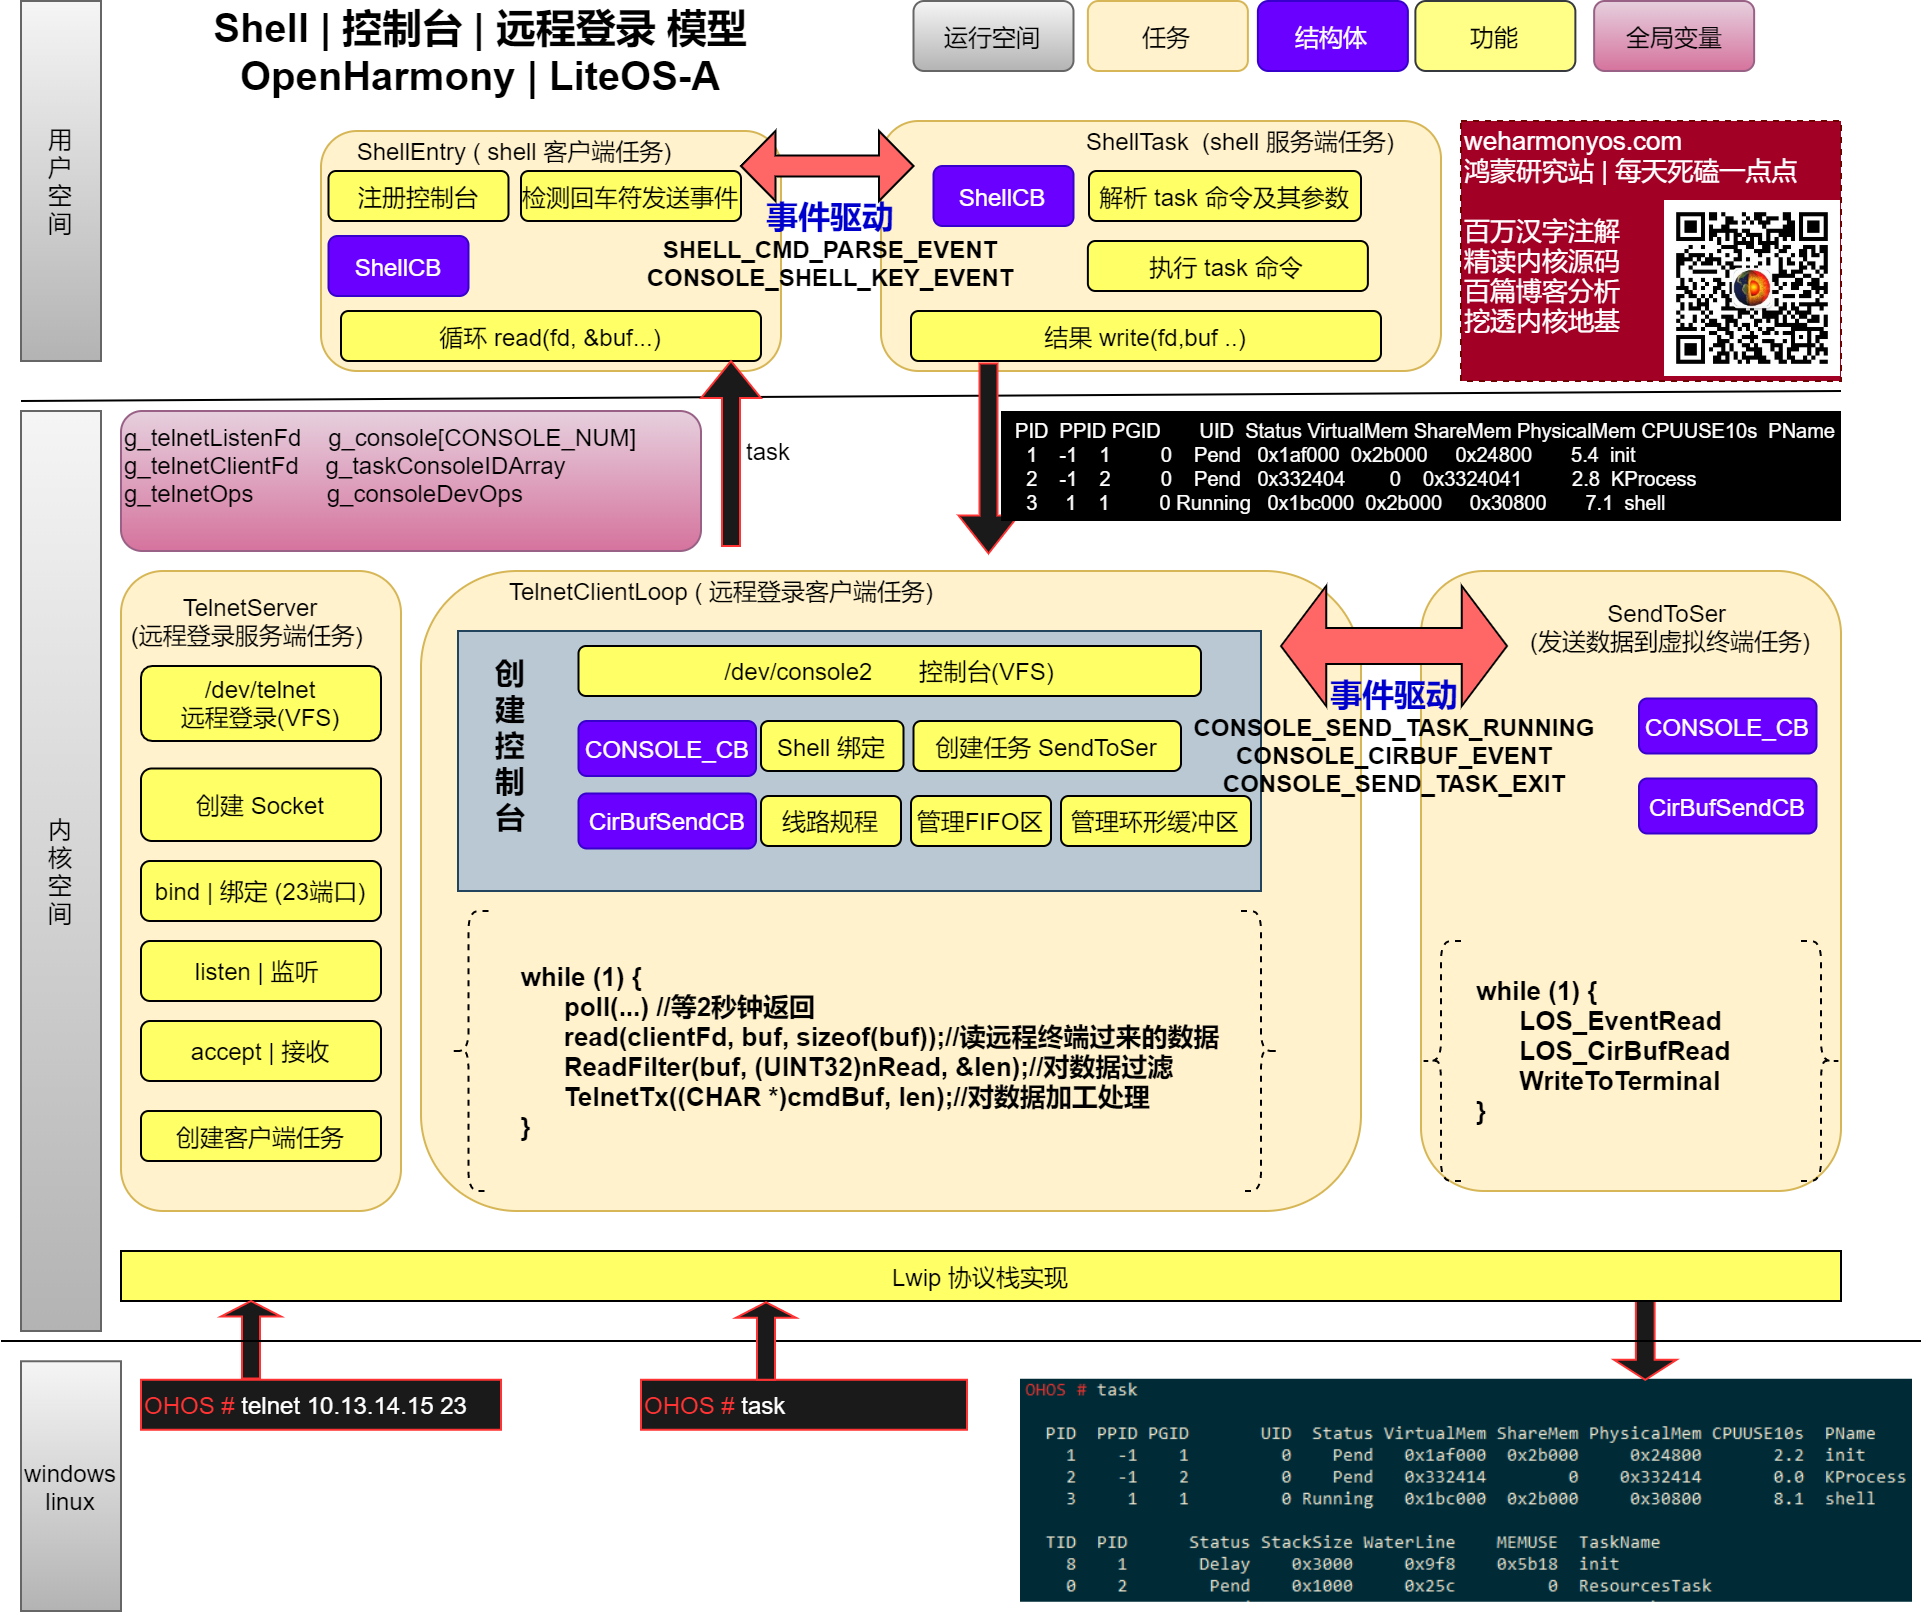 Shell | 控制台 | 远程登录 模型
OpenHarmony | LiteOS-A
运行空间
任务
结构体
功能
全局变量
用户空间
ShellEntry ( shell 客户端任务)
注册控制台
检测回车符发送事件
ShellCB
循环 read(fd, &buf...)
事件驱动
SHELL_CMD_PARSE_EVENT
CONSOLE_SHELL_KEY_EVENT
ShellTask (shell 服务端任务)
ShellCB
解析 task 命令及其参数
执行 task 命令
结果 write(fd,buf ..)
weharmonyos.com
鸿蒙研究站 | 每天死磕一点点
百万汉字注解
精读内核源码
百篇博客分析
挖透内核地基
内核空间
g_telnetListenFd g_console[CONSOLE_NUM]
g_telnetClientFd g_taskConsoleIDArray
g_telnetOps g_consoleDevOps
task
PID PPID PGID UID Status VirtualMem ShareMem PhysicalMem CPUUSE10s PName
1 -1 1 0 Pend 0x1af000 0x2b000 0x24800 5.4 init
2 -1 2 0 Pend 0x332404 0 0x3324041 2.8 KProcess
3 1 1 0 Running 0x1bc000 0x2b000 0x30800 7.1 shell
TelnetServer
(远程登录服务端任务)
/dev/telnet
远程登录(VFS)
创建 Socket
bind | 绑定 (23端口)
listen | 监听
accept | 接收
创建客户端任务
TelnetClientLoop ( 远程登录客户端任务)
创建控制台
/dev/console2 控制台(VFS)
CONSOLE_CB
Shell 绑定
创建任务 SendToSer
CirBufSendCB
线路规程
管理FIFO区
管理环形缓冲区
while (1) {
poll(...) //等2秒钟返回
read(clientFd, buf, sizeof(buf));//读远程终端过来的数据
ReadFilter(buf, (UINT32)nRead, &len);//对数据过滤
TelnetTx((CHAR *)cmdBuf, len);//对数据加工处理
}
事件驱动
CONSOLE_SEND_TASK_RUNNING
CONSOLE_CIRBUF_EVENT
CONSOLE_SEND_TASK_EXIT
SendToSer
(发送数据到虚拟终端任务)
CONSOLE_CB
CirBufSendCB
while (1) {
LOS_EventRead
LOS_CirBufRead
WriteToTerminal
}
Lwip 协议栈实现
windows
linux
OHOS # telnet 10.13.14.15 23
OHOS # task
OHOS # task
PID PPID PGID UID Status VirtualMem ShareMem PhysicalMem CPUUSE10s PName
1 -1 1 0 Pend 0x1af000 0x2b000 0x24800 2.2 init
2 -1 2 0 Pend 0x332414 0 0x332414 0.0 KProcess
3 1 1 0 Running 0x1bc000 0x2b000 0x30800 8.1 shell
TID PID Status StackSize WaterLine MEMUSE TaskName
8 1 Delay 0x3000 0x9f8 0x5b18 init
0 2 Pend 0x1000 0x25c 0 ResourcesTask